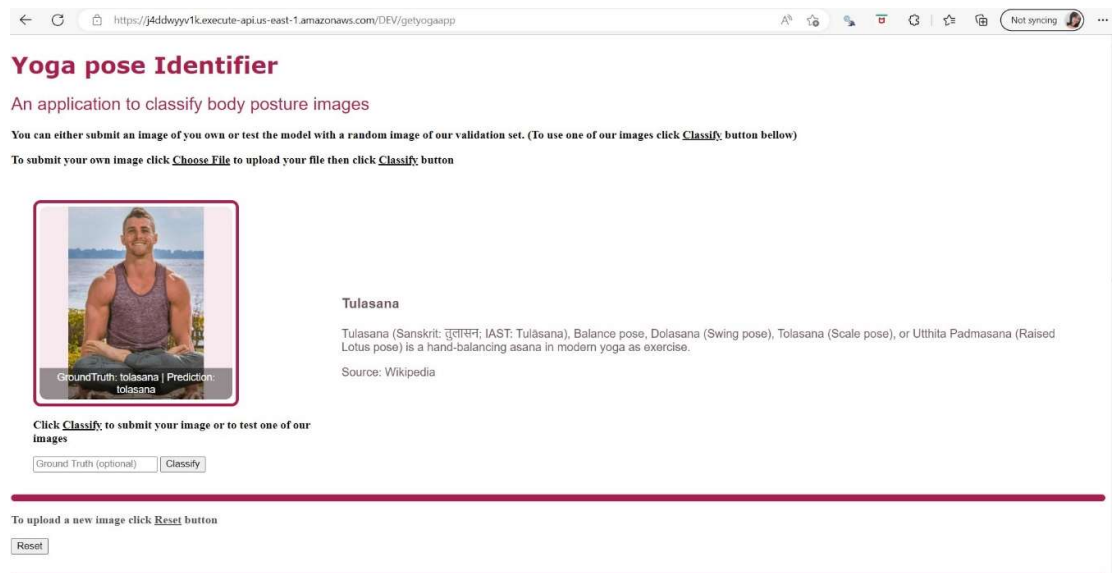 https://j4ddwyyv1k.execute-api.us-east-1.amazonaws.com/DEV/getyogaapp
Not syncing
Yoga pose Identifier
An application to classify body posture images
You can either submit an image of you own or test the model with a random image of our validation set. (To use one of our images click Classify button bellow)
To submit your own image click Choose File to upload your file then click Classify button
GroundTruth: tolasana | Prediction:
tolasana
Tulasana
Tulasana (Sanskrit: तुलासन; IAST: Tulāsana), Balance pose, Dolasana (Swing pose), Tolasana (Scale pose), or Utthita Padmasana (Raised
Lotus pose) is a hand-balancing asana in modern yoga as exercise.
Source: Wikipedia
Click Classify to submit your image or to test one of our
images
Ground Truth (optional) Classify
To upload a new image click Reset button
Reset